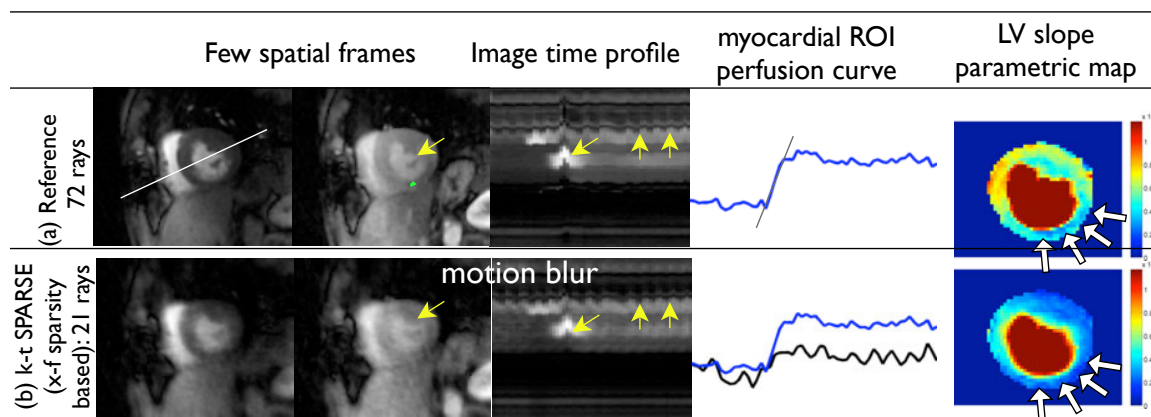 Few spatial frames
Image time profile
myocardial ROI
perfusion curve
LV slope
parametric map
(a) Reference
72 rays
(b) k-t SPARSE
(x-f sparsity
based): 21 rays
motion blur